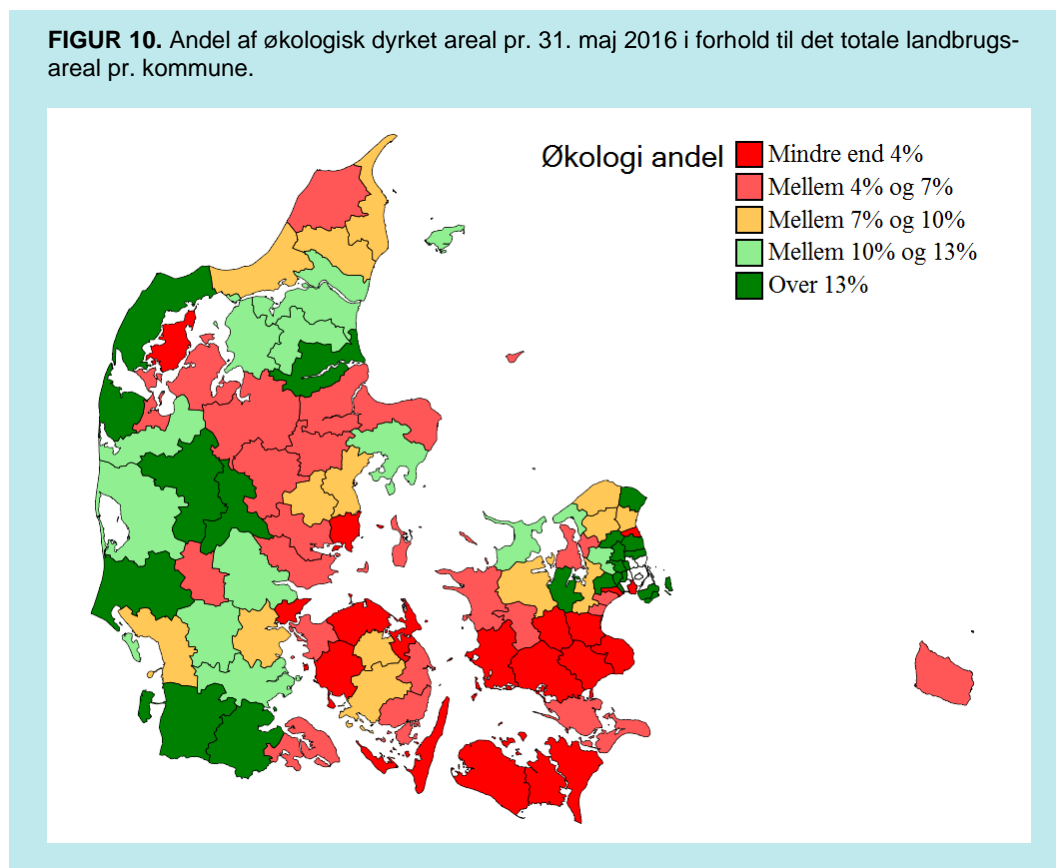 FIGUR 10. Andel af økologisk dyrket areal pr. 31. maj 2016 i forhold til det totale landbrugs-
areal pr. kommune.
Økologi andel
Mindre end 4%
Mellem 4% og 7%
Mellem 7% og 10%
Mellem 10% og 13%
Over 13%